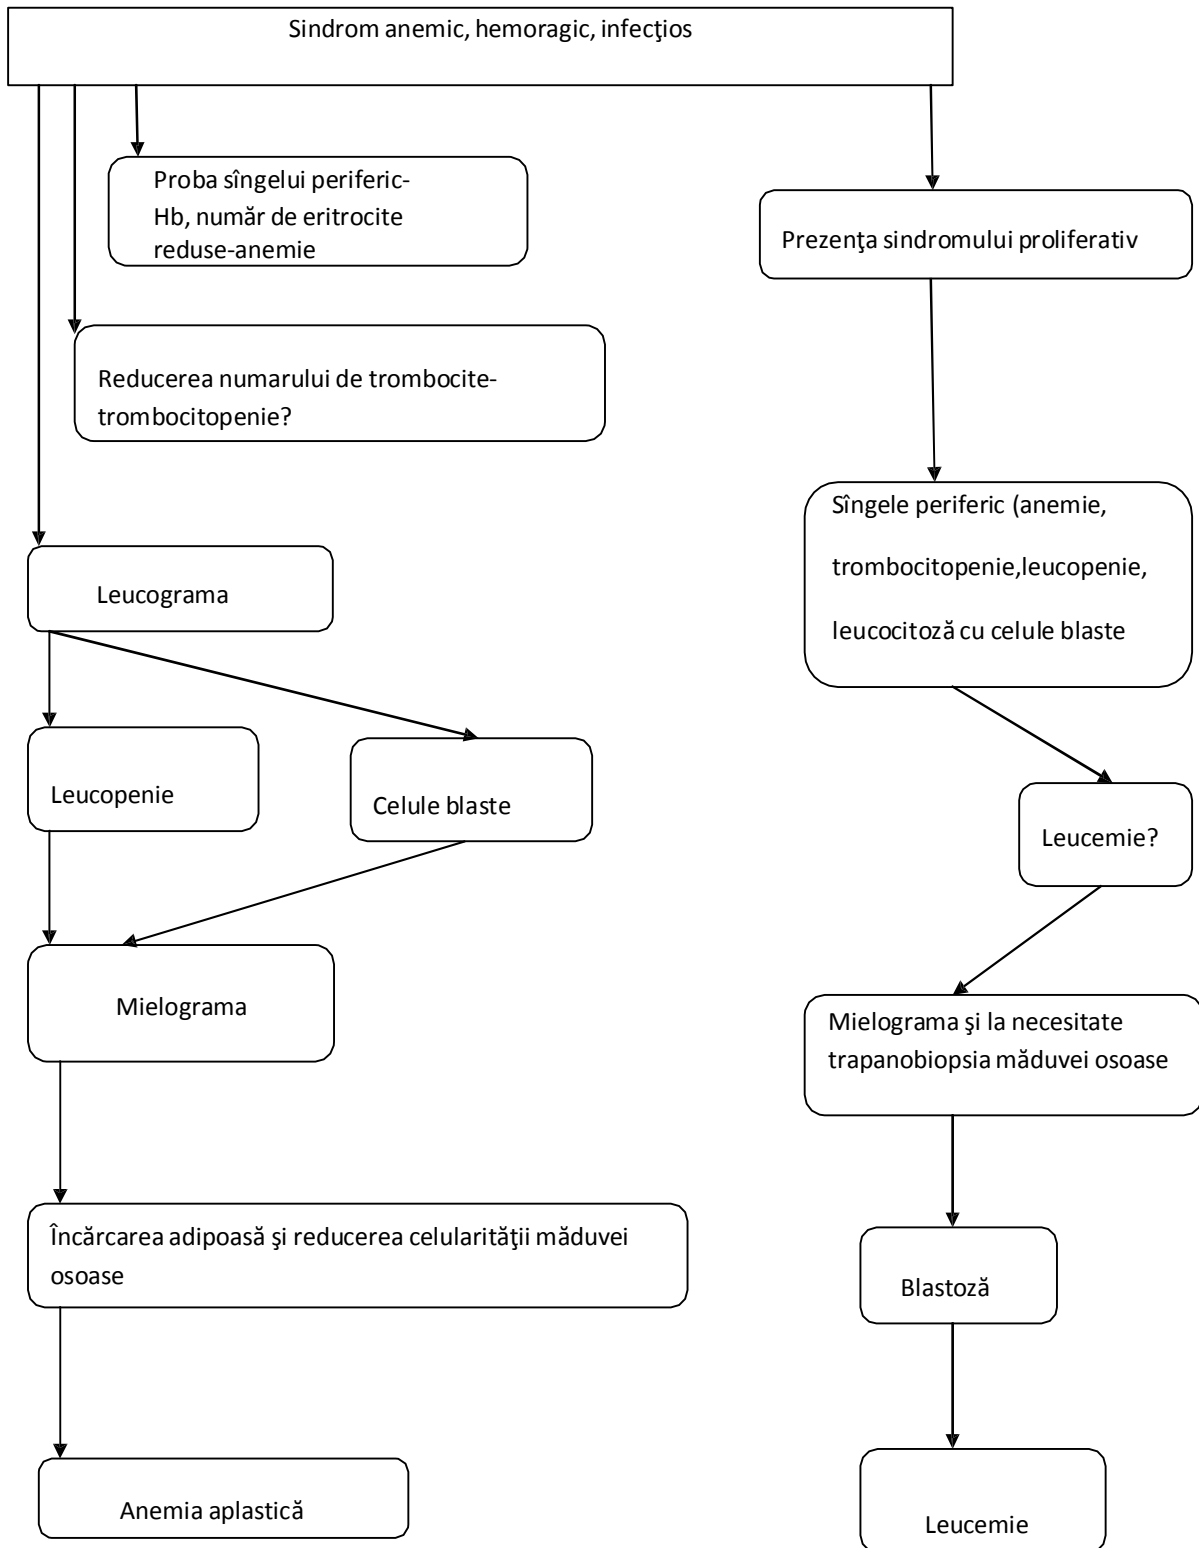 Sindrom anemic, hemoragic, infecţios
Proba sîngelui periferic-
Hb, număr de eritrocite
reduse-anemie
Prezenţa sindromului proliferativ
Reducerea numarului de trombocite-
trombocitopenie?
Sîngele periferic (anemie,
trombocitopenie,leucopenie,
leucocitoză cu celule blaste
Leucograma
Leucopenie
Celule blaste
Leucemie?
Mielograma
Mielograma şi la necesitate
trapanobiopsia măduvei osoase
Încărcarea adipoasă şi reducerea celularităţii măduvei
osoase
Blastoză
Anemia aplastică
Leucemie